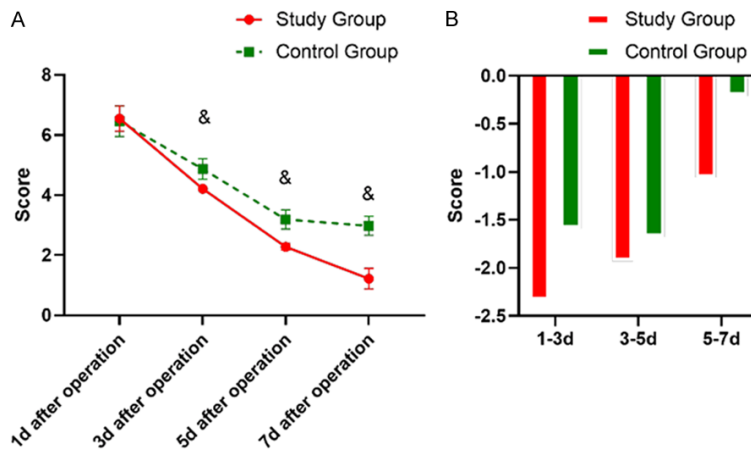 A
Study Group
Control Group
8
6
4
2
0
Score
&
&
&
1d after operation
3d after operation
5d after operation
7d after operation
B
Study Group
Control Group
0.0
-0.5
-1.0
-1.5
-2.0
-2.5
Score
1-3d
3-5d
5-7d